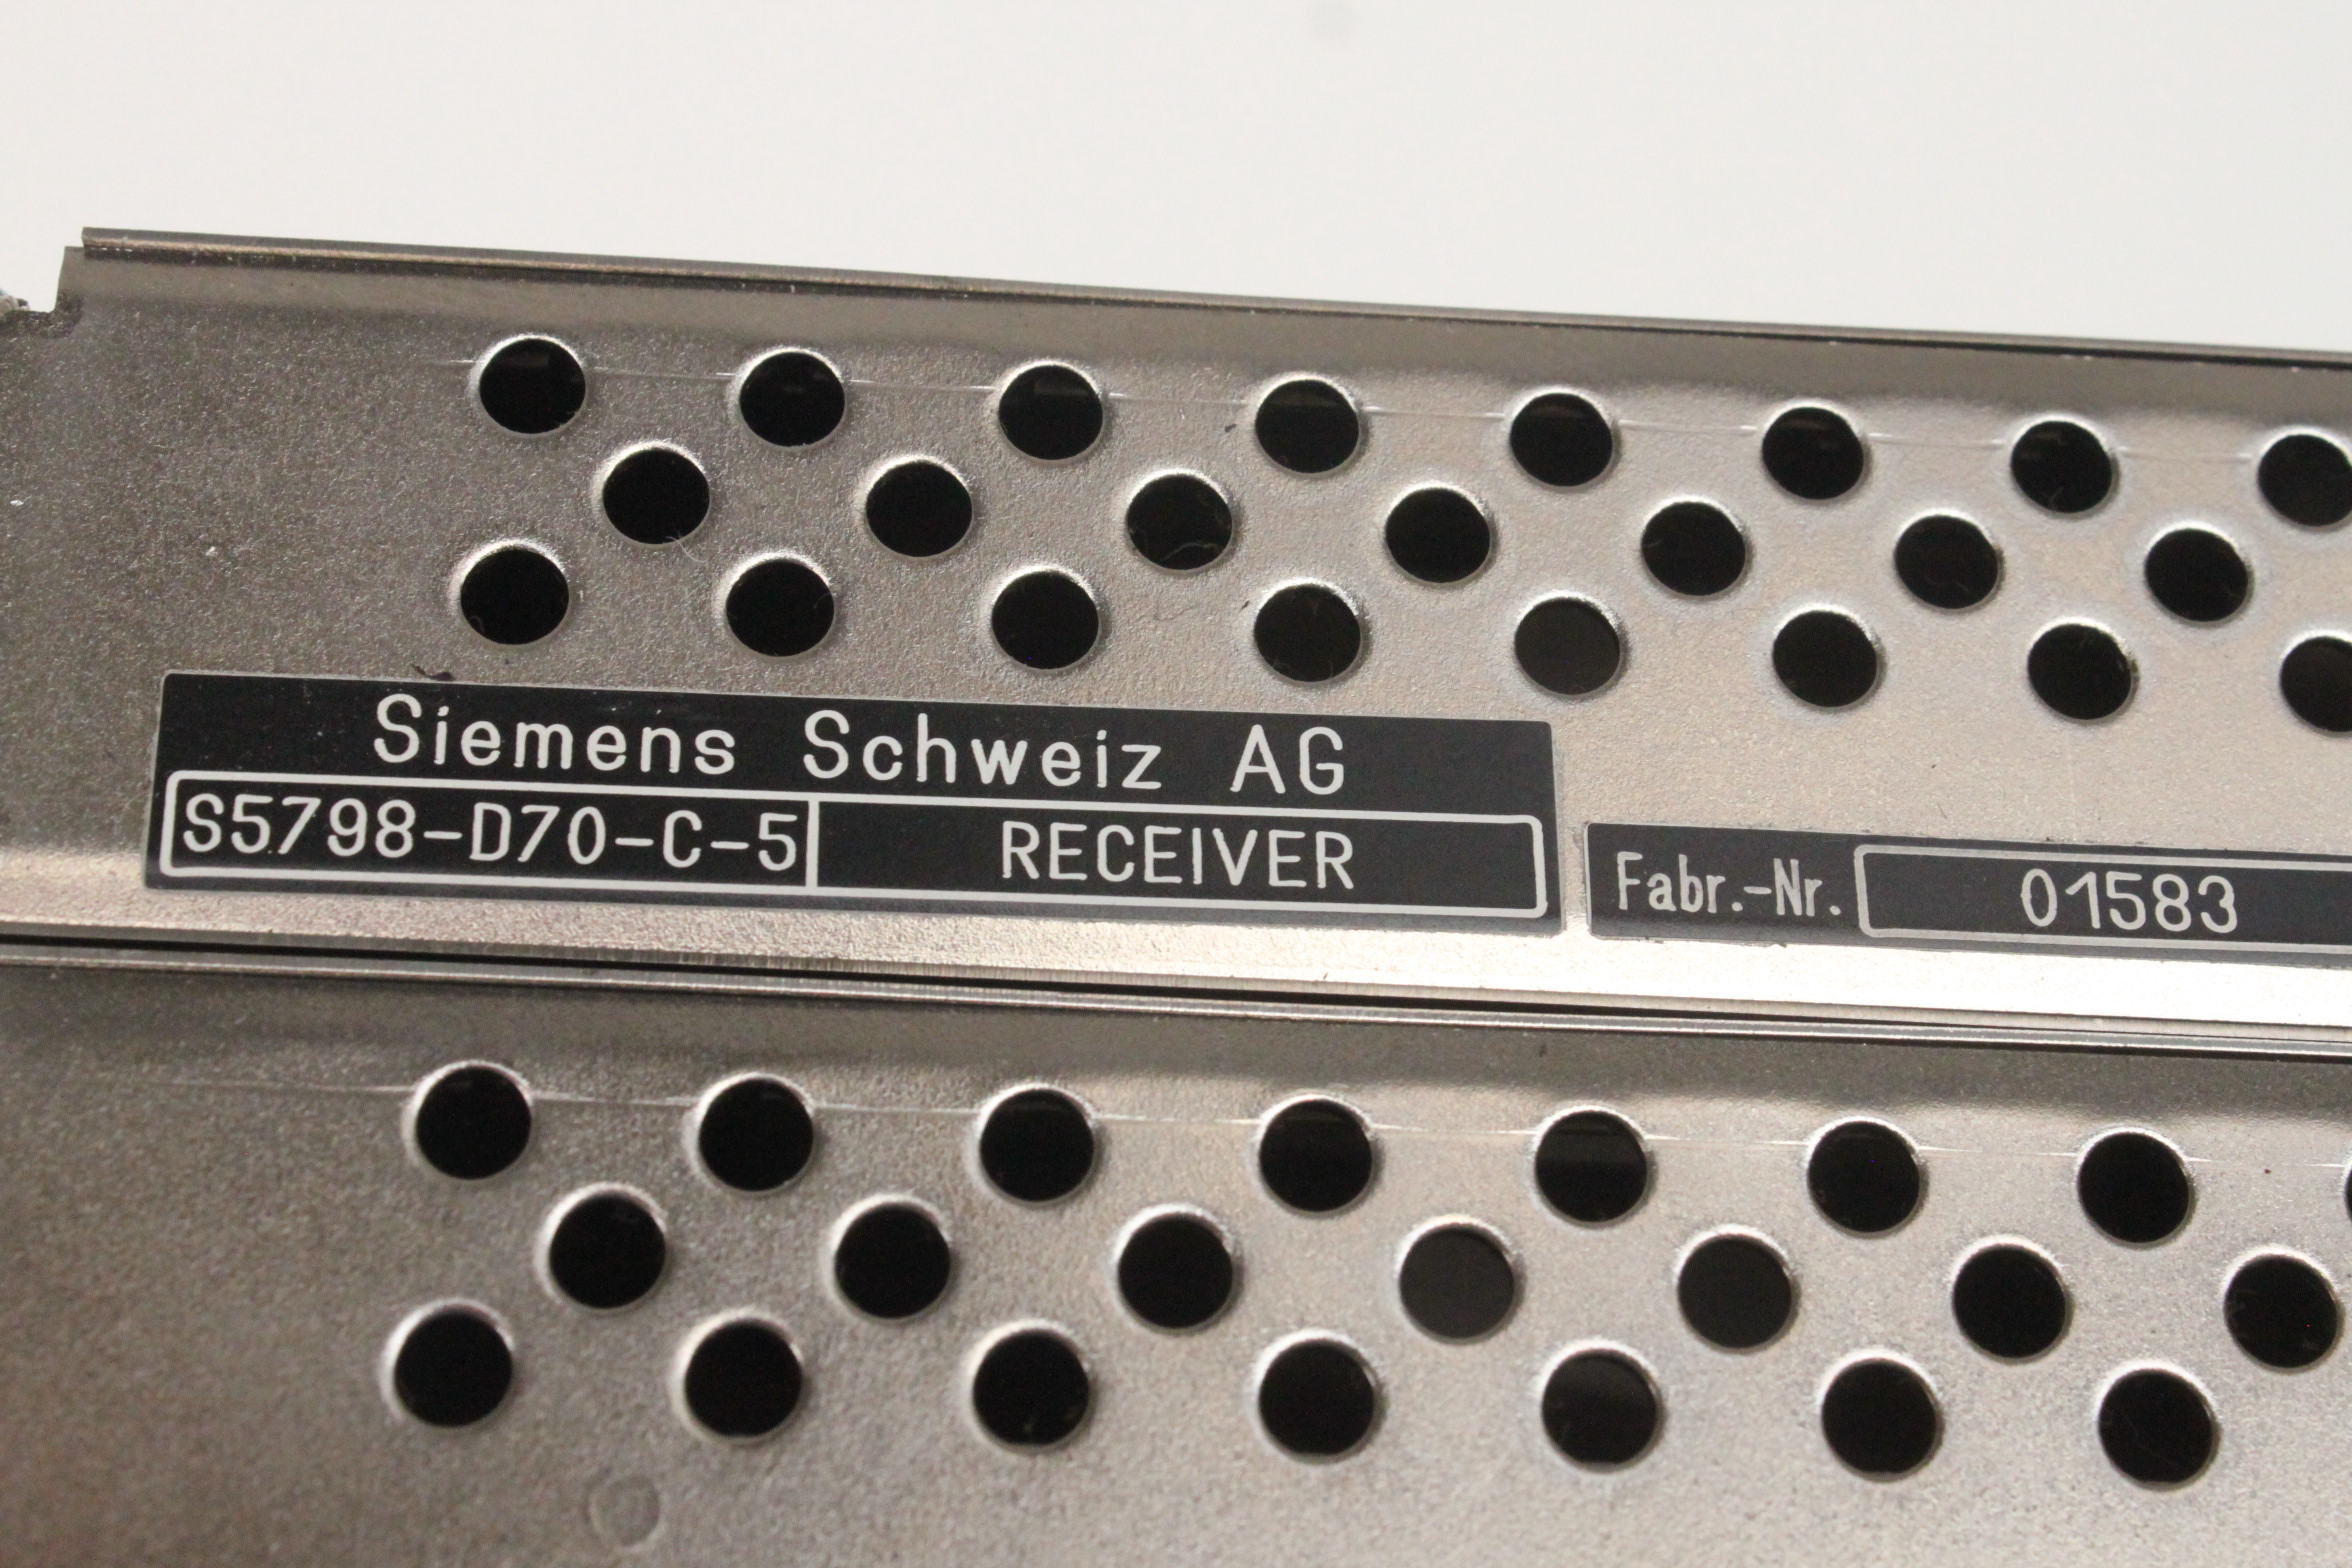 Siemens Schweiz AG
S5798-D70-C-5 RECEIVER
Fabr.-Nr. 01583